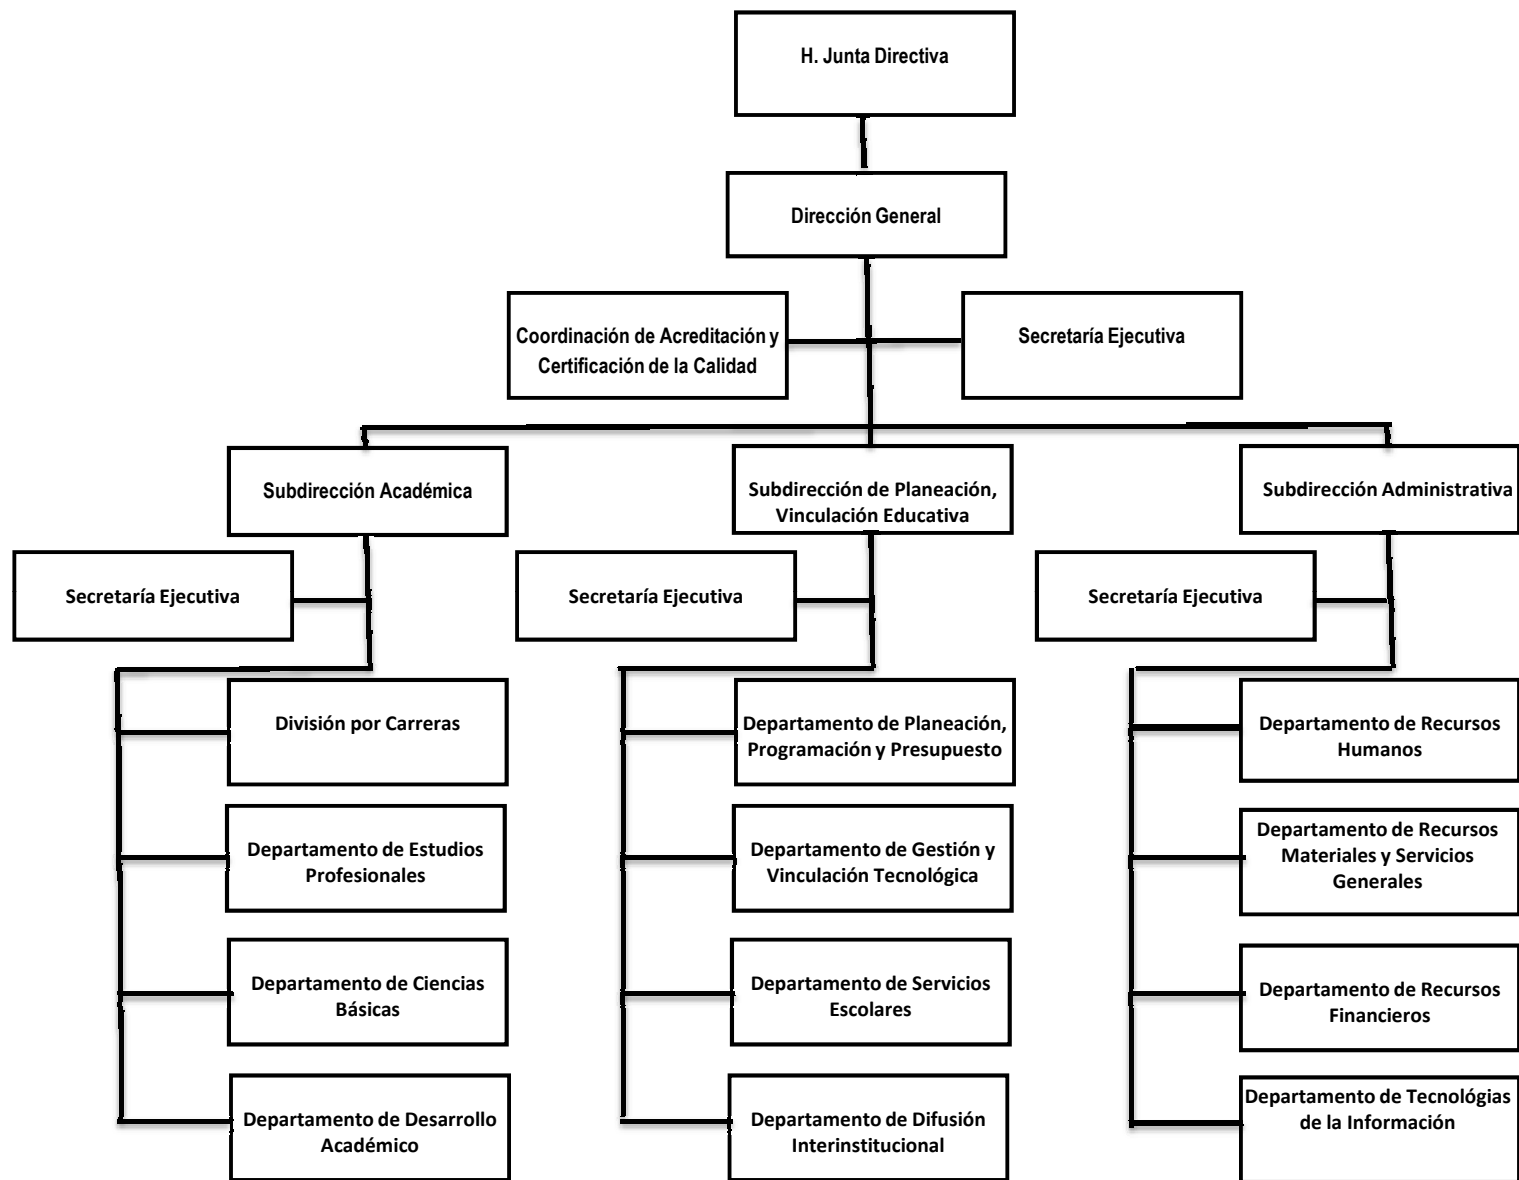 H. Junta Directiva
Dirección General
Coordinación de Acreditación y
Certificación de la Calidad
Secretaría Ejecutiva
Subdirección Académica
Subdirección de Planeación,
Vinculación Educativa
Subdirección Administrativa
Secretaría Ejecutiva
Secretaría Ejecutiva
Secretaría Ejecutiva
División por Carreras
Departamento de Planeación,
Programación y Presupuesto
Departamento de Recursos
Humanos
Departamento de Estudios
Profesionales
Departamento de Gestión y
Vinculación Tecnológica
Departamento de Recursos
Materiales y Servicios
Generales
Departamento de Ciencias
Básicas
Departamento de Servicios
Escolares
Departamento de Recursos
Financieros
Departamento de Desarrollo
Académico
Departamento de Difusión
Interinstitucional
Departamento de Tecnológias
de la Información